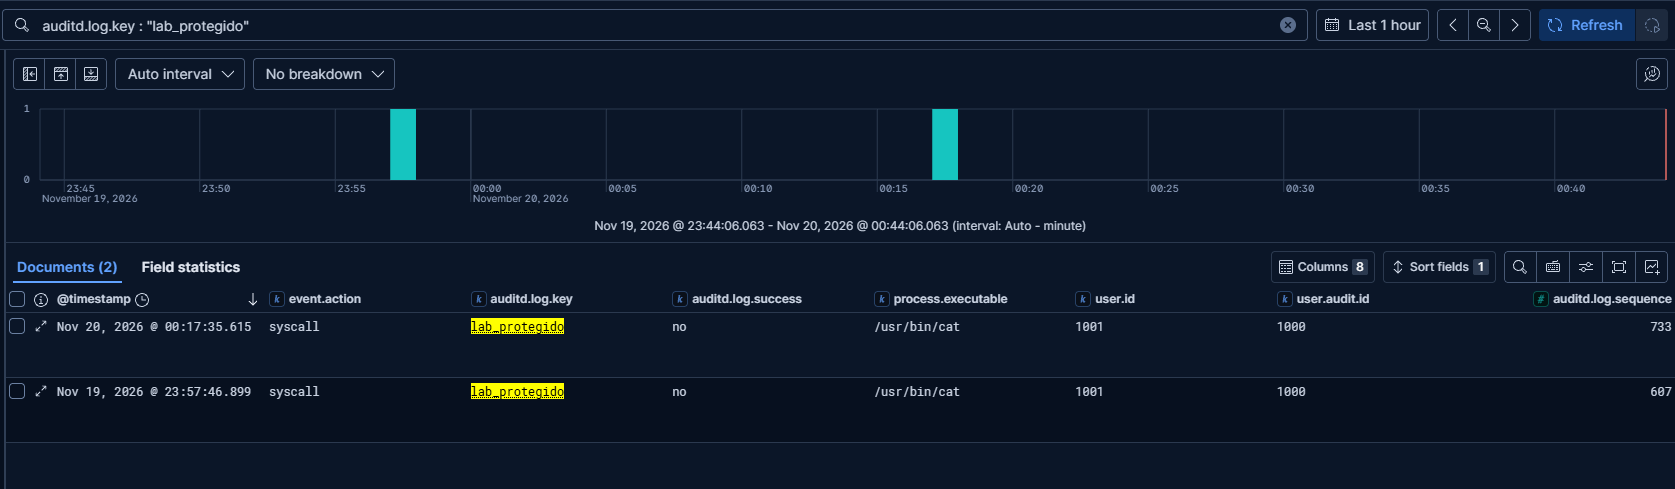 auditd.log.key : "lab_protegido" Last 1 hour Refresh
Auto interval No breakdown
1
0
23:45 23:50 23:55 00:00 00:05 00:10 00:15 00:20 00:25 00:30 00:35 00:40
November 19, 2026 November 20, 2026
Nov 19, 2026 @ 23:44:06.063 - Nov 20, 2026 @ 00:44:06.063 (interval: Auto - minute)
Documents (2) Field statistics Columns 8 Sort fields 1
@timestamp k event.action k auditd.log.key k auditd.log.success k process.executable k user.id k user.audit.id # auditd.log.sequence
Nov 20, 2026 @ 00:17:35.615 syscall lab_protegido no /usr/bin/cat 1001 1000 733
Nov 19, 2026 @ 23:57:46.899 syscall lab_protegido no /usr/bin/cat 1001 1000 607